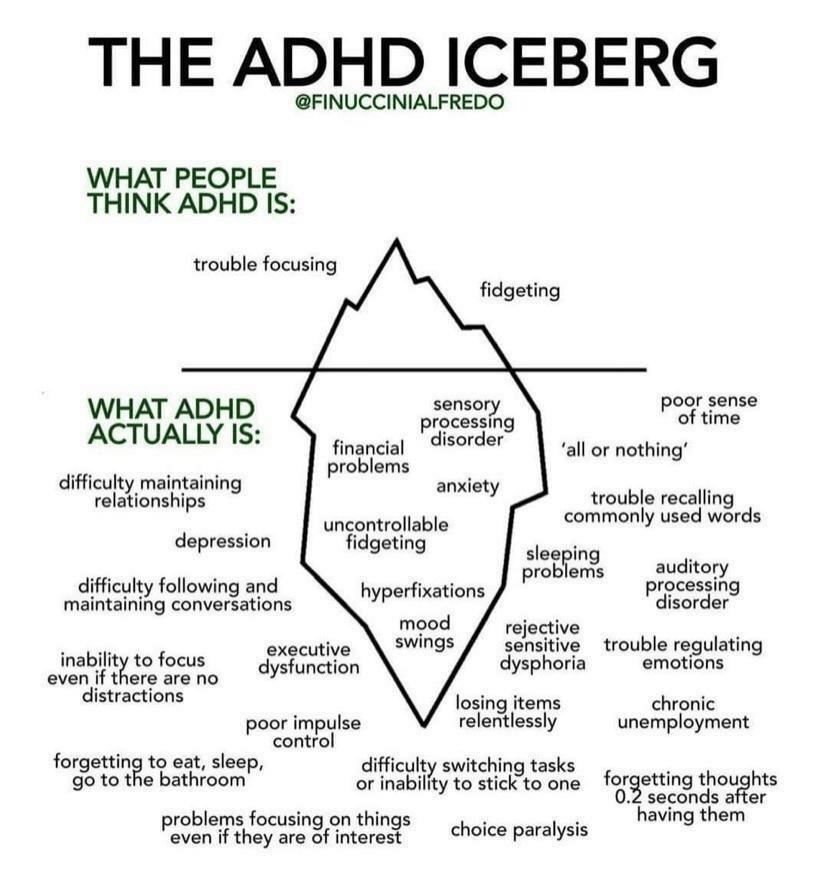 THE ADHD ICEBERG
@FINUCCINIALFREDO
WHAT PEOPLE
THINK ADHD IS:
trouble focusing
fidgeting
WHAT ADHD
ACTUALLY IS:
sensory
processing
disorder
poor sense
of time
financial
problems
'all or nothing'
difficulty maintaining
relationships
anxiety
trouble recalling
commonly used words
depression
uncontrollable
fidgeting
sleeping
problems
auditory
processing
disorder
difficulty following and
maintaining conversations
hyperfixations
mood
swings
rejective
sensitive
dysphoria
trouble regulating
emotions
inability to focus
even if there are no
distractions
executive
dysfunction
losing items
relentlessly
chronic
unemployment
poor impulse
control
forgetting to eat, sleep,
go to the bathroom
difficulty switching tasks
or inability to stick to one
forgetting thoughts
0.2 seconds after
having them
problems focusing on things
even if they are of interest
choice paralysis